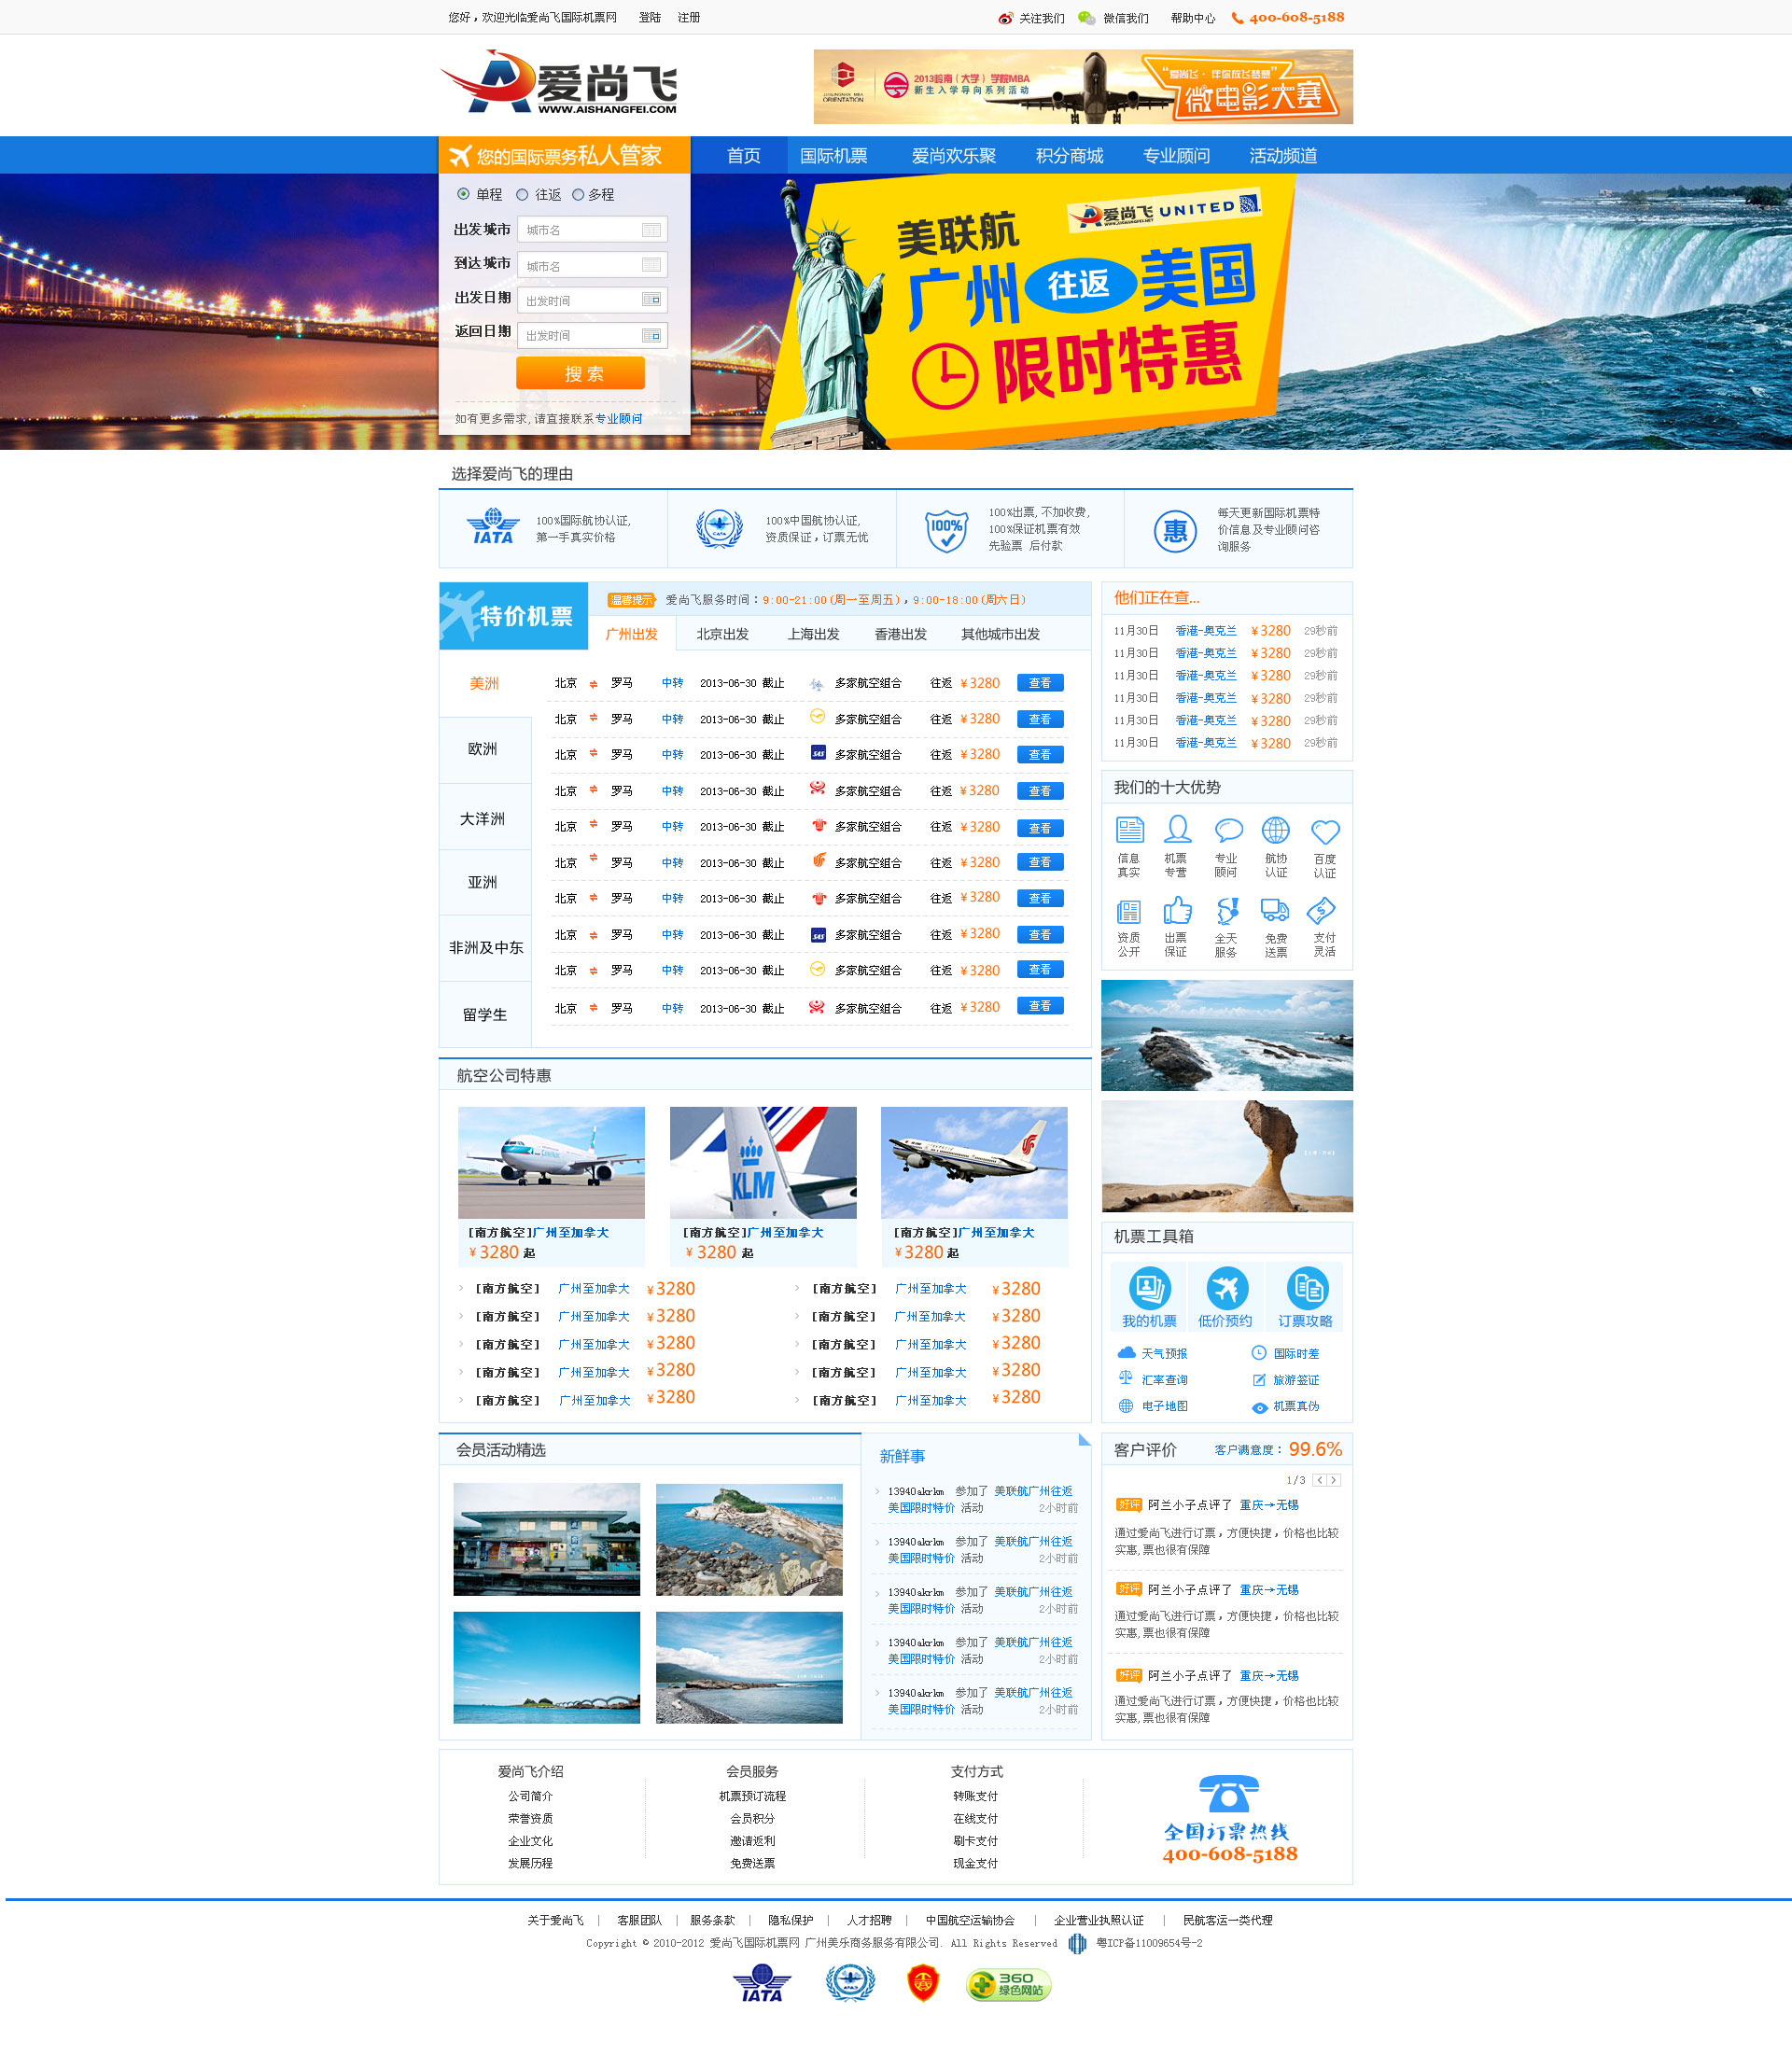 您好，欢迎光临爱尚飞国际机票网 登陆 注册
关注我们 微信我们 帮助中心 400-608-5188
爱尚飞
WWW.AISHANGFEI.COM
ORIENTATION
2013岭南（大学）学院MBA
新生入学导向系列活动
“爱尚飞·伴你放飞梦想”
微电影大赛
您的国际票务私人管家
首页 国际机票 爱尚欢乐聚 积分商城 专业顾问 活动频道
单程 往返 多程
出发城市 城市名
到达城市 城市名
出发日期 出发时间
返回日期 出发时间
搜索
如有更多需求,请直接联系专业顾问
爱尚飞 UNITED
美联航
广州 往返 美国
限时特惠
选择爱尚飞的理由
IATA
100%国际航协认证,
第一手真实价格
CATA
100%中国航协认证,
资质保证，订票无忧
100%
100%出票,不加收费,
100%保证机票有效
先验票 后付款
惠
每天更新国际机票特
价信息及专业顾问咨
询服务
特价机票
温馨提示 爱尚飞服务时间：9:00-21:00(周一至周五)，9:00-18:00(周六日)
广州出发 北京出发 上海出发 香港出发 其他城市出发
美洲
欧洲
大洋洲
亚洲
非洲及中东
留学生
北京 罗马 中转 2013-06-30 截止 多家航空组合 往返 ¥3280 查看
北京 罗马 中转 2013-06-30 截止 多家航空组合 往返 ¥3280 查看
北京 罗马 中转 2013-06-30 截止 SAS 多家航空组合 往返 ¥3280 查看
北京 罗马 中转 2013-06-30 截止 多家航空组合 往返 ¥3280 查看
北京 罗马 中转 2013-06-30 截止 多家航空组合 往返 ¥3280 查看
北京 罗马 中转 2013-06-30 截止 多家航空组合 往返 ¥3280 查看
北京 罗马 中转 2013-06-30 截止 多家航空组合 往返 ¥3280 查看
北京 罗马 中转 2013-06-30 截止 SAS 多家航空组合 往返 ¥3280 查看
北京 罗马 中转 2013-06-30 截止 多家航空组合 往返 ¥3280 查看
北京 罗马 中转 2013-06-30 截止 多家航空组合 往返 ¥3280 查看
他们正在查...
11月30日 香港-奥克兰 ¥3280 29秒前
11月30日 香港-奥克兰 ¥3280 29秒前
11月30日 香港-奥克兰 ¥3280 29秒前
11月30日 香港-奥克兰 ¥3280 29秒前
11月30日 香港-奥克兰 ¥3280 29秒前
11月30日 香港-奥克兰 ¥3280 29秒前
我们的十大优势
信息 机票 专业 航协 百度
真实 专营 顾问 认证 认证
资质 出票 全天 免费 支付
公开 保证 服务 送票 灵活
航空公司特惠
KLM
[南方航空]广州至加拿大
¥3280 起
[南方航空]广州至加拿大
¥3280 起
[南方航空]广州至加拿大
¥3280 起
[南方航空] 广州至加拿大 ¥3280 [南方航空] 广州至加拿大 ¥3280
[南方航空] 广州至加拿大 ¥3280 [南方航空] 广州至加拿大 ¥3280
[南方航空] 广州至加拿大 ¥3280 [南方航空] 广州至加拿大 ¥3280
[南方航空] 广州至加拿大 ¥3280 [南方航空] 广州至加拿大 ¥3280
[南方航空] 广州至加拿大 ¥3280 [南方航空] 广州至加拿大 ¥3280
机票工具箱
我的机票 低价预约 订票攻略
天气预报 国际时差
汇率查询 旅游签证
电子地图 机票真伪
会员活动精选
新鲜事
13940akrkm 参加了 美联航广州往返
美国限时特价 活动 2小时前
13940akrkm 参加了 美联航广州往返
美国限时特价 活动 2小时前
13940akrkm 参加了 美联航广州往返
美国限时特价 活动 2小时前
13940akrkm 参加了 美联航广州往返
美国限时特价 活动 2小时前
13940akrkm 参加了 美联航广州往返
美国限时特价 活动 2小时前
客户评价 客户满意度：99.6%
1/3
好评 阿兰小子点评了 重庆→无锡
通过爱尚飞进行订票，方便快捷，价格也比较
实惠,票也很有保障
好评 阿兰小子点评了 重庆→无锡
通过爱尚飞进行订票，方便快捷，价格也比较
实惠,票也很有保障
好评 阿兰小子点评了 重庆→无锡
通过爱尚飞进行订票，方便快捷，价格也比较
实惠,票也很有保障
爱尚飞介绍
公司简介
荣誉资质
企业文化
发展历程
会员服务
机票预订流程
会员积分
邀请返利
免费送票
支付方式
转账支付
在线支付
刷卡支付
现金支付
全国订票热线
400-608-5188
关于爱尚飞 | 客服团队 | 服务条款 | 隐私保护 | 人才招聘 | 中国航空运输协会 | 企业营业执照认证 | 民航客运一类代理
Copyright © 2010-2012 爱尚飞国际机票网 广州美乐商务服务有限公司. All Rights Reserved 粤ICP备11009654号-2
IATA
360
绿色网站